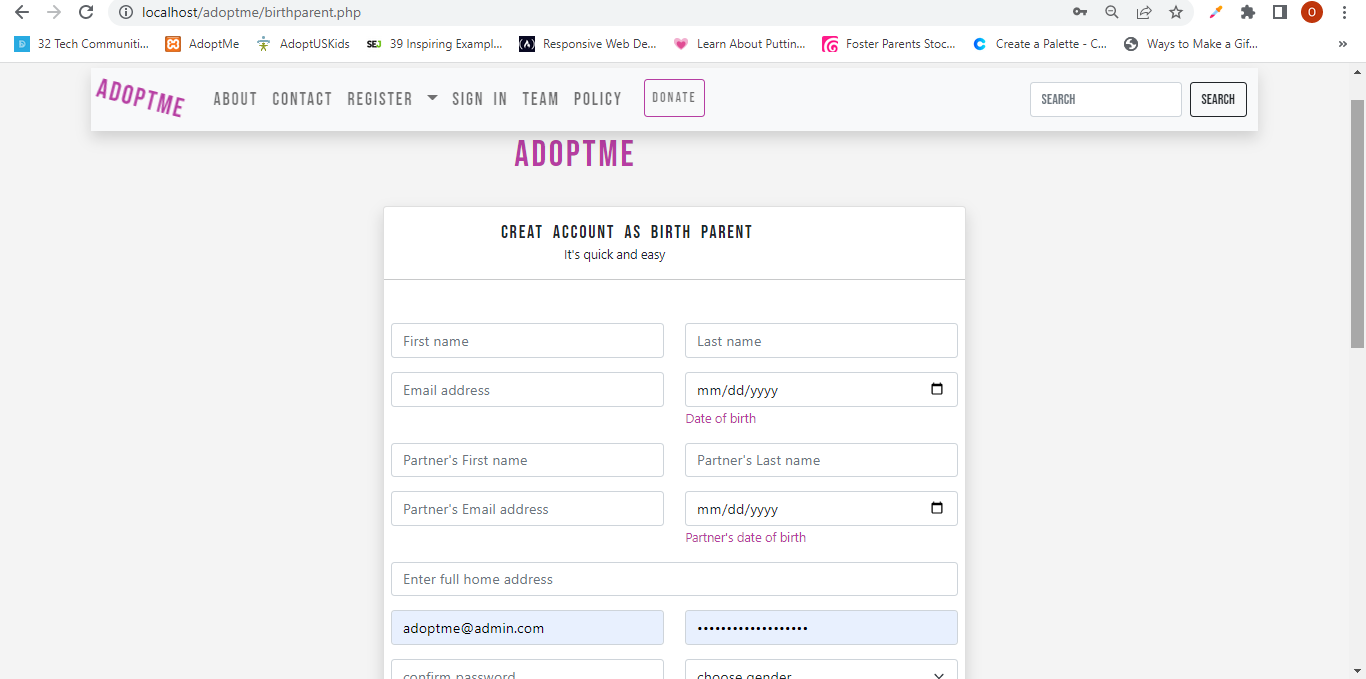 localhost/adoptme/birthparent.php
O
32 Tech Communiti... AdoptMe AdoptUSKids SEJ 39 Inspiring Exampl... Responsive Web De... Learn About Puttin... Foster Parents Stoc... Create a Palette - C... Ways to Make a Gif... »
ADOPTME ABOUT CONTACT REGISTER SIGN IN TEAM POLICY DONATE SEARCH SEARCH
ADOPTME
CREAT ACCOUNT AS BIRTH PARENT
It's quick and easy
First name Last name
Email address mm/dd/yyyy
Date of birth
Partner's First name Partner's Last name
Partner's Email address mm/dd/yyyy
Partner's date of birth
Enter full home address
adoptme@admin.com •••••••••••••••••••
confirm password choose gender